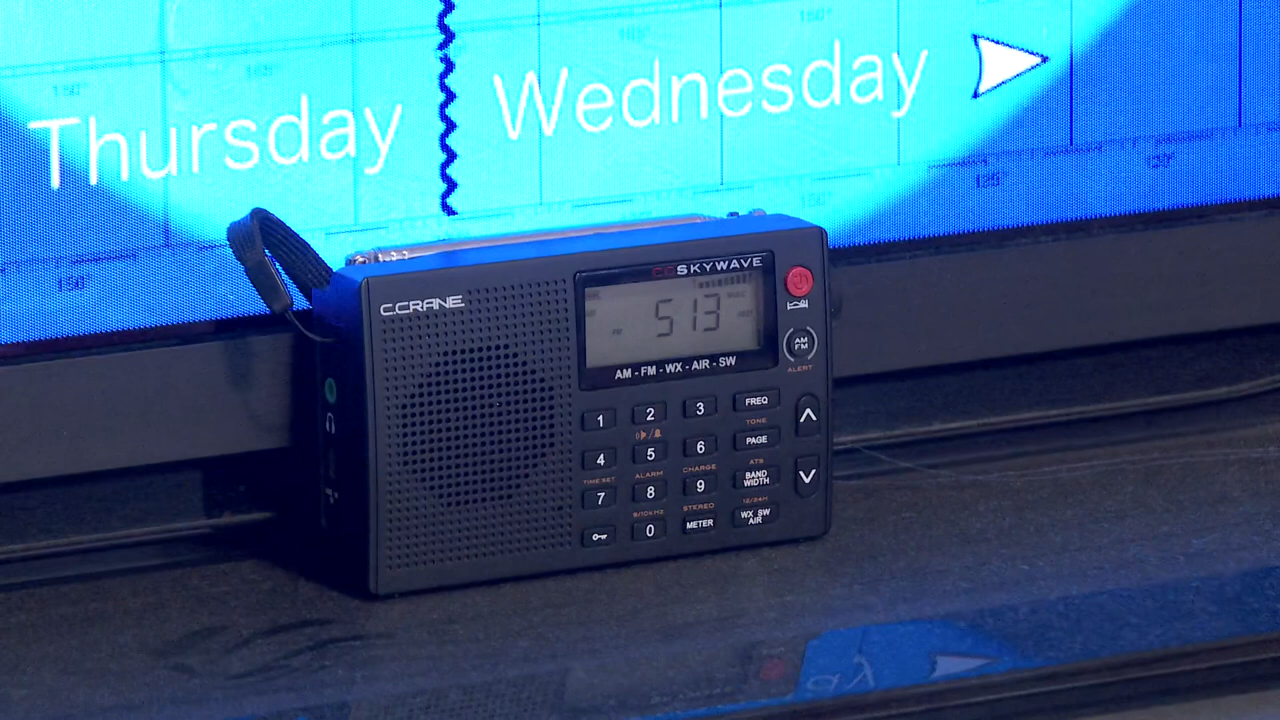 Thursday
Wednesday
C.CRANE
CCSKYWAVE
513
AM - FM - WX - AIR - SW
AM
FM
ALERT
1
2
3
FREQ
TONE
4
5
6
PAGE
TIME SET
ALARM
CHARGE
ATS
7
8
9
BAND
WIDTH
9/10KHZ
STEREO
12/24H
0
METER
WX SW
AIR